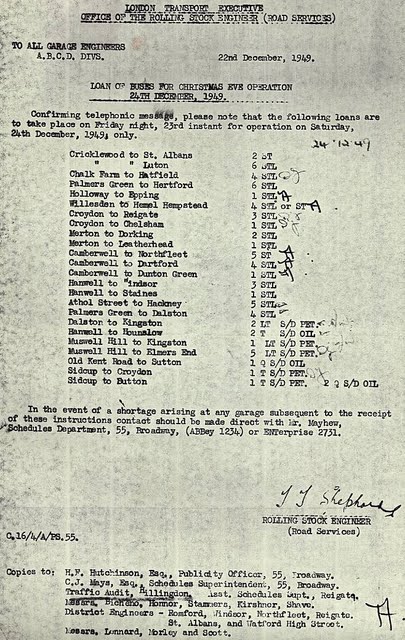 LONDON TRANSPORT EXECUTIVE
OFFICE OF THE ROLLING STOCK ENGINEER (ROAD SERVICES)
TO ALL GARAGE ENGINEERS
A.B.C.D. DIVS.
22nd December, 1949.
LOAN OF BUSES FOR CHRISTMAS EVE OPERATION
24TH DECEMBER, 1949.
Confirming telephonic message, please note that the following loans are
to take place on Friday night, 23rd instant for operation on Saturday,
24th December, 1949, only.
24.12.49
Cricklewood to St. Albans 2 ST
" " Luton 6 STL
Chalk Farm to Hatfield 4 STL
Palmers Green to Hertford 6 STL
Holloway to Epping 1 STL
Willesden to Hemel Hempstead 4 STL or ST
Croydon to Reigate 3 STL
Croydon to Chelsham 1 STL
Merton to Dorking 2 STL
Merton to Leatherhead 1 STL
Camberwell to Northfleet 5 ST
Camberwell to Dartford 4 STL
Camberwell to Dunton Green 1 STL
Hanwell to Windsor 3 STL
Hanwell to Staines 1 STL
Athol Street to Hackney 5 STL
Palmers Green to Dalston 4 STL
Dalston to Kingston 2 LT S/D PET.
Hanwell to Hounslow 2 T S/D OIL
Muswell Hill to Kingston 1 LT S/D PET.
Muswell Hill to Elmers End 5 LT S/D PET.
Old Kent Road to Sutton 1 Q S/D OIL
Sidcup to Croydon 1 T S/D PET.
Sidcup to Sutton 1 T S/D PET. 2 Q S/D OIL
In the event of a shortage arising at any garage subsequent to the receipt
of these instructions contact should be made direct with Mr. Mayhew,
Schedules Department, 55, Broadway, (ABBey 1234) or ENTerprise 2731.
Shephard
ROLLING STOCK ENGINEER
(Road Services)
C.16/4/A/PS.55.
Copies to: H.F. Hutchinson, Esq., Publicity Officer, 55, Broadway.
C.J. Mays, Esq., Schedules Superintendent, 55, Broadway.
Traffic Audit, Hillingdon. Asst. Schedules Supt., Reigate.
Messrs. Bicheno, Honnor, Stammers, Kirshner, Shave.
District Engineers - Romford, Windsor, Northfleet, Reigate.
St. Albans, and Watford High Street.
Messrs. Lunnard, Morley and Scott.